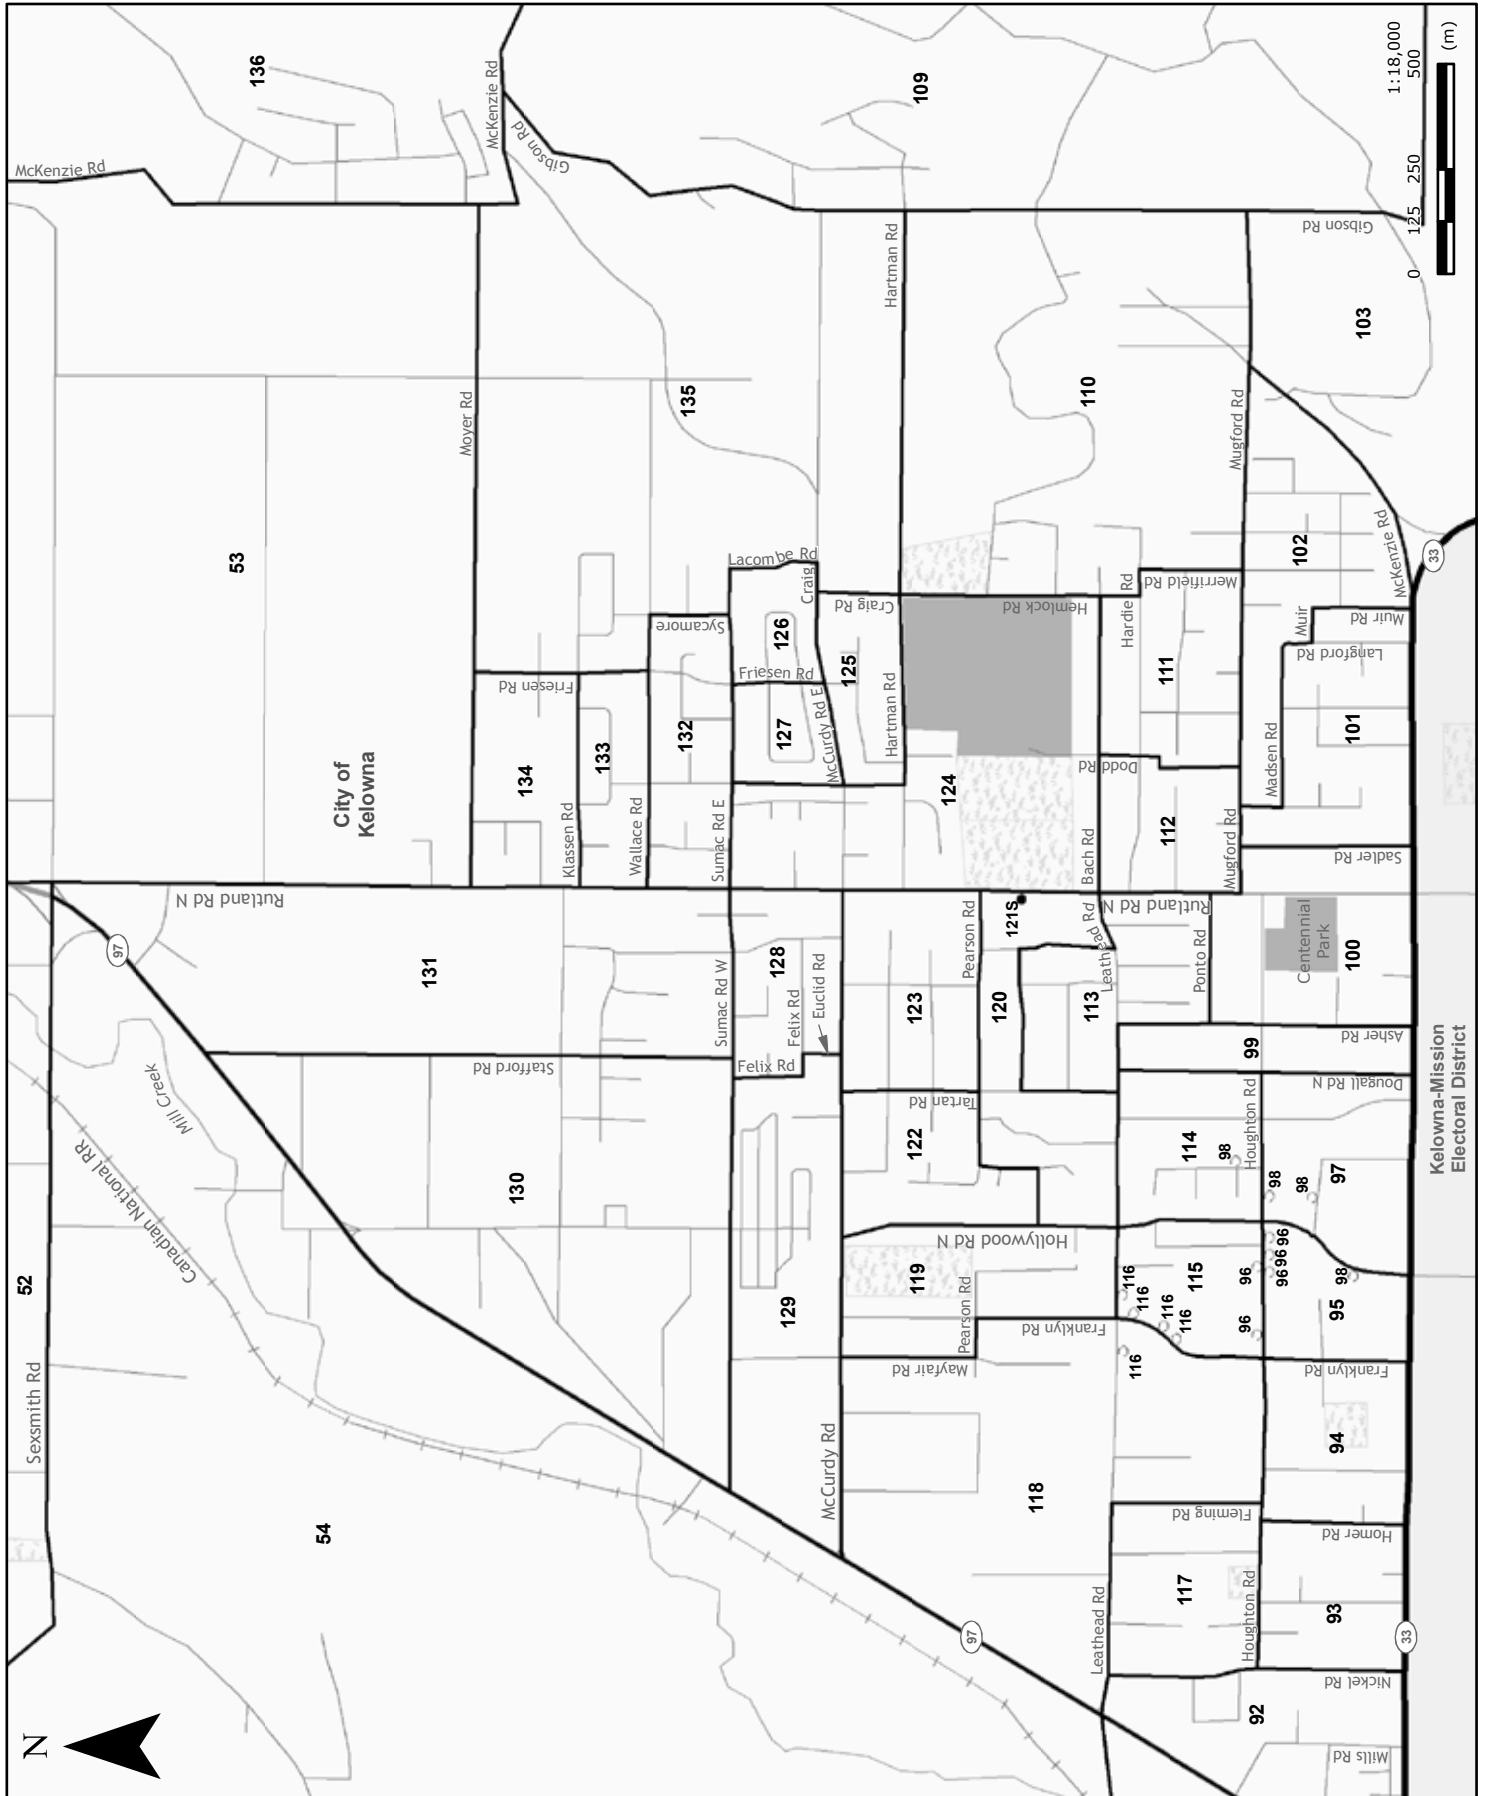 N
52
53
54
136
109
103
110
135
Sexsmith Rd
Canadian National RR
Mill Creek
97
McKenzie Rd
McKenzie Rd
Gibson Rd
Gibson Rd
City of
Kelowna
Rutland Rd N
131
Stafford Rd
130
Moyer Rd
134
Friesen Rd
Klassen Rd
133
Wallace Rd
132
Sycamore
Sumac Rd E
Sumac Rd W
Lacombe Rd
Craig
126
Friesen Rd
127
McCurdy Rd E
128
Felix Rd
Euclid Rd
Felix Rd
129
McCurdy Rd
Craig Rd
125
Hartman Rd
Hartman Rd
124
Hemlock Rd
Pearson Rd
123
Tartan Rd
122
Hollywood Rd N
119
Pearson Rd
Mayfair Rd
Franklyn Rd
118
97
121S
120
113
Leathead Rd
Rutland Rd N
Bach Rd
Dodd Rd
Hardie Rd
Merrifield Rd
111
112
Mugford Rd
Mugford Rd
Ponto Rd
99
114
98
Houghton Rd
115
116
116
116
116
116
96
96
96
96
96
98
98
98
Fleming Rd
117
Leathead Rd
Houghton Rd
92
Mills Rd
Nickel Rd
93
Homer Rd
94
Franklyn Rd
95
97
Dougall Rd N
Asher Rd
Centennial
Park
100
Sadler Rd
Madsen Rd
101
Langford Rd
Muir
Muir Rd
102
McKenzie Rd
33
33
Kelowna-Mission
Electoral District
1:18,000
0 125 250 500
(m)